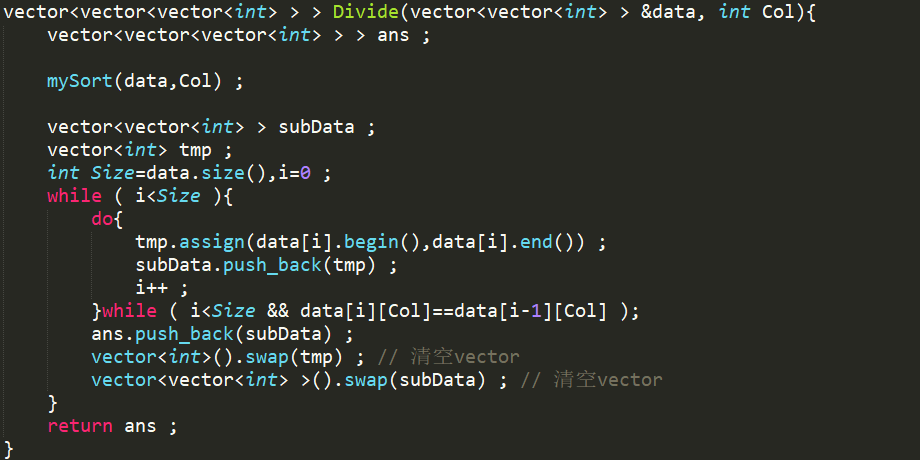 vector<vector<vector<int> > > Divide(vector<vector<int> > &data, int Col){
    vector<vector<vector<int> > > ans ;
    mySort(data,Col) ;
    vector<vector<int> > subData ;
    vector<int> tmp ;
    int Size=data.size(),i=0 ;
    while ( i<Size ){
        do{
            tmp.assign(data[i].begin(),data[i].end()) ;
            subData.push_back(tmp) ;
            i++ ;
        }while ( i<Size && data[i][Col]==data[i-1][Col] );
        ans.push_back(subData) ;
        vector<int>().swap(tmp) ; // 清空vector
        vector<vector<int> >().swap(subData) ; // 清空vector
    }
    return ans ;
}